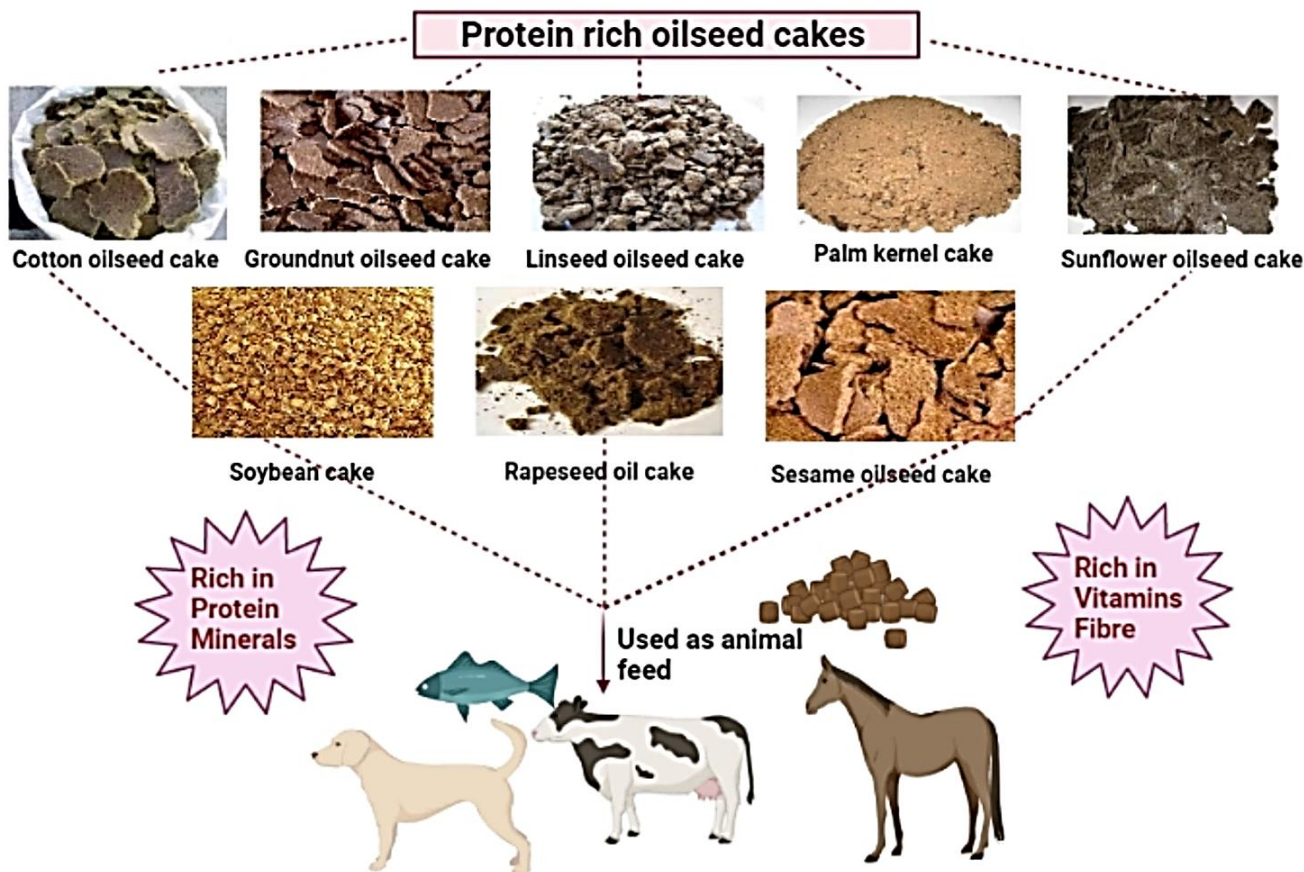 Protein rich oilseed cakes
Cotton oilseed cake
Groundnut oilseed cake
Linseed oilseed cake
Palm kernel cake
Sunflower oilseed cake
Soybean cake
Rapeseed oil cake
Sesame oilseed cake
Rich in
Protein
Minerals
Used as animal
feed
Rich in
Vitamins
Fibre